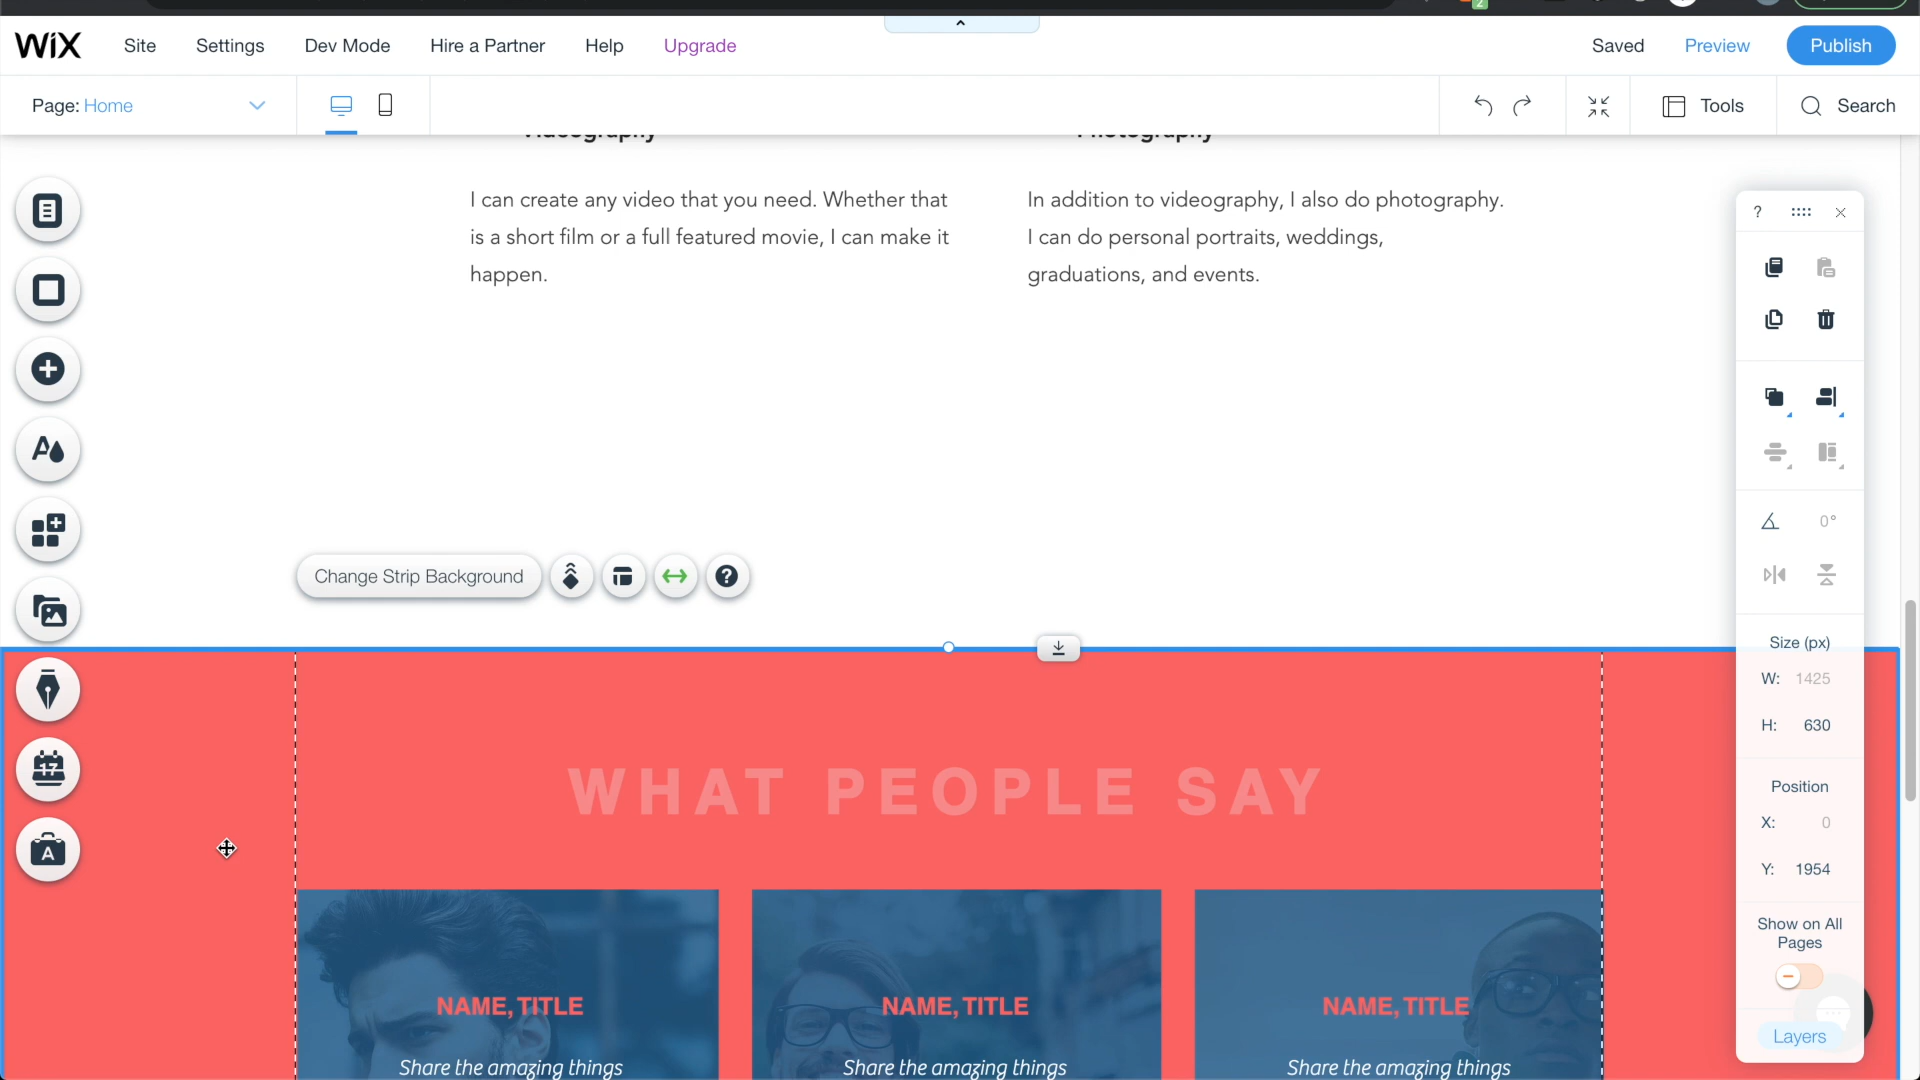 2
WIX
Site
Settings
Dev Mode
Hire a Partner
Help
Upgrade
Saved
Preview
Publish
Page: Home
Tools
Search
Videography
Photography
I can create any video that you need. Whether that
is a short film or a full featured movie, I can make it
happen.
In addition to videography, I also do photography.
I can do personal portraits, weddings,
graduations, and events.
?
0°
Change Strip Background
?
Size (px)
W: 1425
H: 630
Position
X: 0
Y: 1954
Show on All
Pages
Layers
A
17
A
WHAT PEOPLE SAY
NAME, TITLE
Share the amazing things
NAME, TITLE
Share the amazing things
NAME, TITLE
Share the amazing things